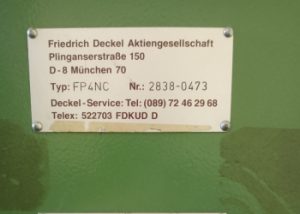 Friedrich Deckel Aktiengesellschaft
Plinganserstraße 150
D-8 München 70
Typ: FP4NC Nr.: 2838-0473
Deckel-Service: Tel: (089) 72 46 29 68
Telex: 522703 FDKUD D